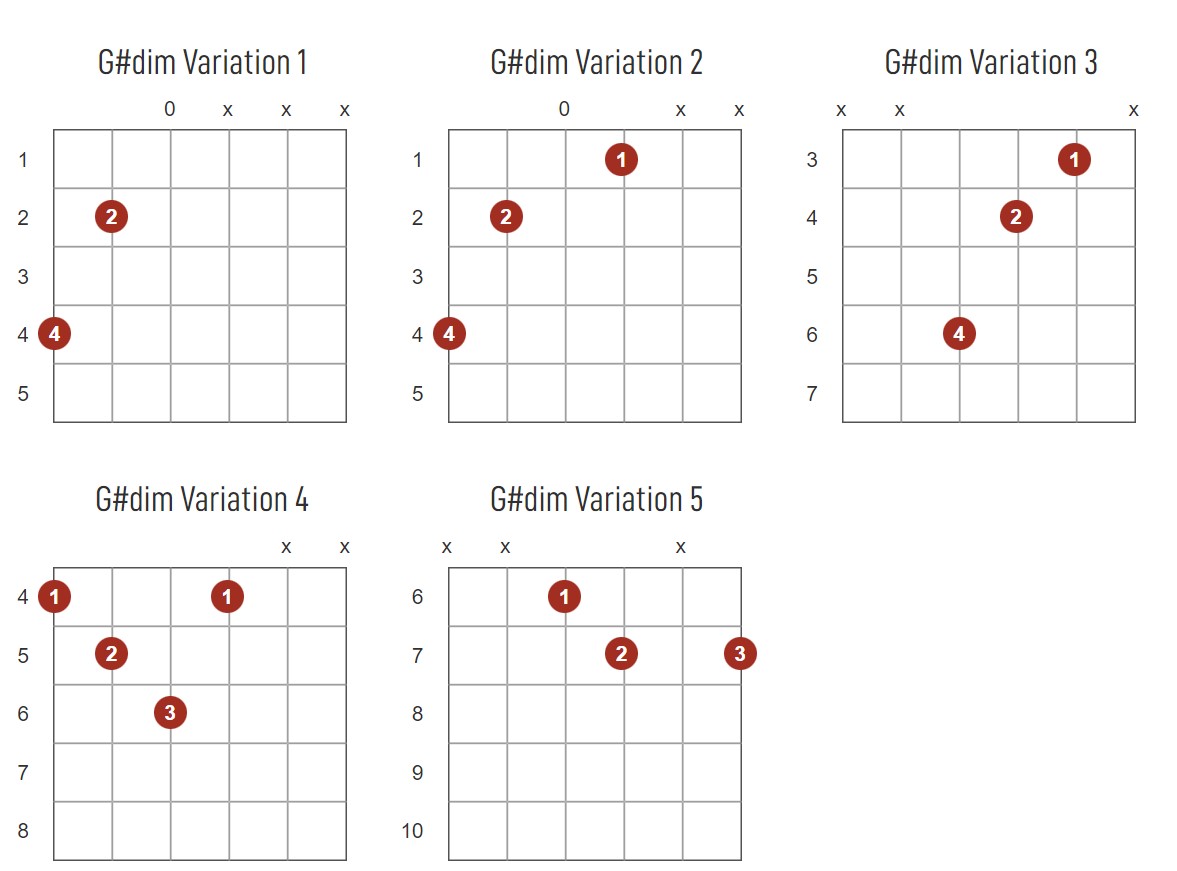 G#dim Variation 1 G#dim Variation 2 G#dim Variation 3
0 x x x 0 x x x x x
1 1 1 3 1
2 2 2 2 4 2
3 3 5
4 4 4 4 6 4
5 5 7
G#dim Variation 4 G#dim Variation 5
x x x x x
4 1 1 6 1
5 2 7 2 3
6 3 8
7 9
8 10